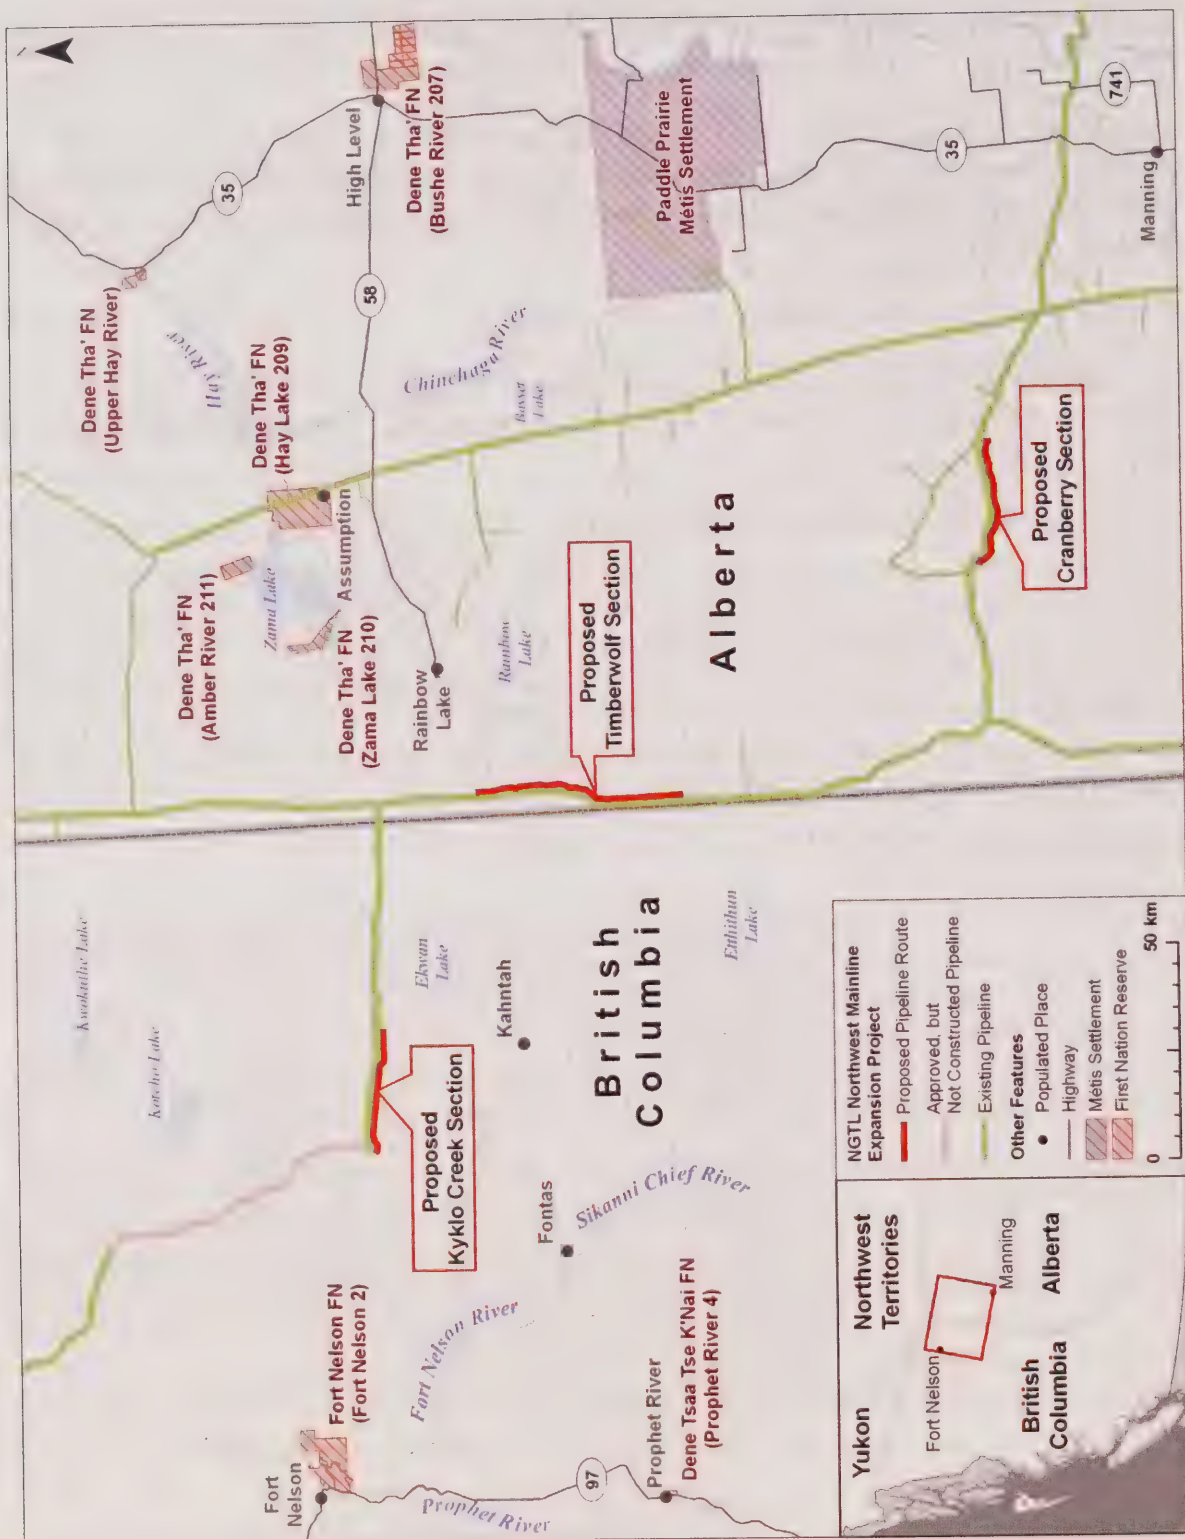 Kwokullhe Lake
Kotcho Lake
Fort
Nelson
Fort Nelson FN
(Fort Nelson 2)
Proposed
Kyklo Creek Section
Ekwan
Lake
Kahntah
Fontas
Fort Nelson River
Sikanni Chief River
Prophet River
97
Prophet River
Dene Tsaa Tse K'Nai FN
(Prophet River 4)
British
Columbia
Etthithun
Lake
Dene Tha' FN
(Upper Hay River)
Hay River
35
Dene Tha' FN
(Hay Lake 209)
Dene Tha' FN
(Amber River 211)
Zama Lake
Assumption
Dene Tha' FN
(Zama Lake 210)
High Level
Dene Tha' FN
(Bushe River 207)
58
Rainbow
Lake
Rainbow
Lake
Chinchaga River
Basset
Lake
Proposed
Timberwolf Section
Paddle Prairie
Métis Settlement
Alberta
35
741
Manning
Proposed
Cranberry Section
Yukon
Northwest
Territories
Fort Nelson
Manning
British
Columbia
Alberta
NGTL Northwest Mainline
Expansion Project
Proposed Pipeline Route
Approved, but
Not Constructed Pipeline
Existing Pipeline
Other Features
Populated Place
Highway
Métis Settlement
First Nation Reserve
0
50 km